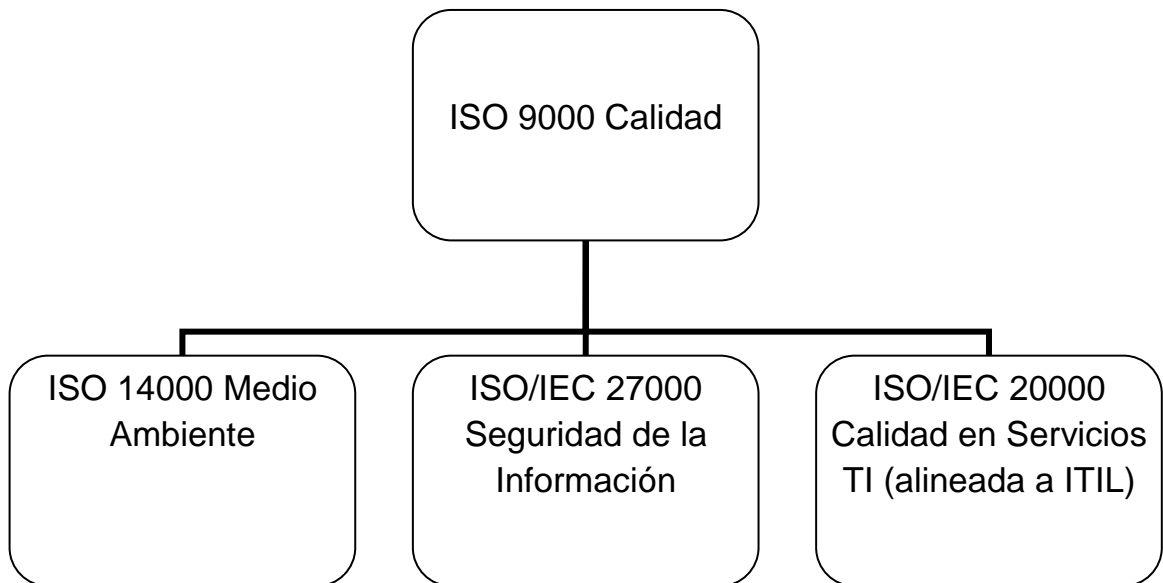 ISO 9000 Calidad
ISO 14000 Medio
Ambiente
ISO/IEC 27000
Seguridad de la
Información
ISO/IEC 20000
Calidad en Servicios
TI (alineada a ITIL)